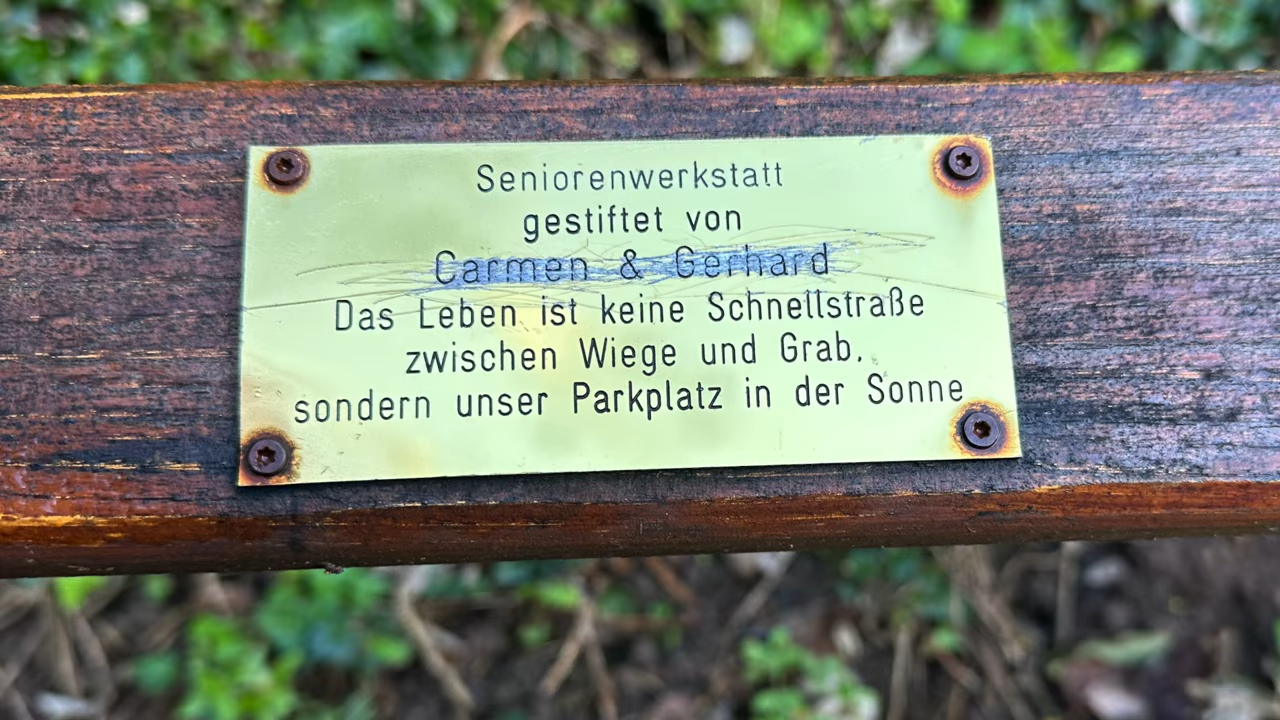 Seniorenwerkstatt
gestiftet von
Carmen & Gerhard
Das Leben ist keine Schnellstraße
zwischen Wiege und Grab.
sondern unser Parkplatz in der Sonne